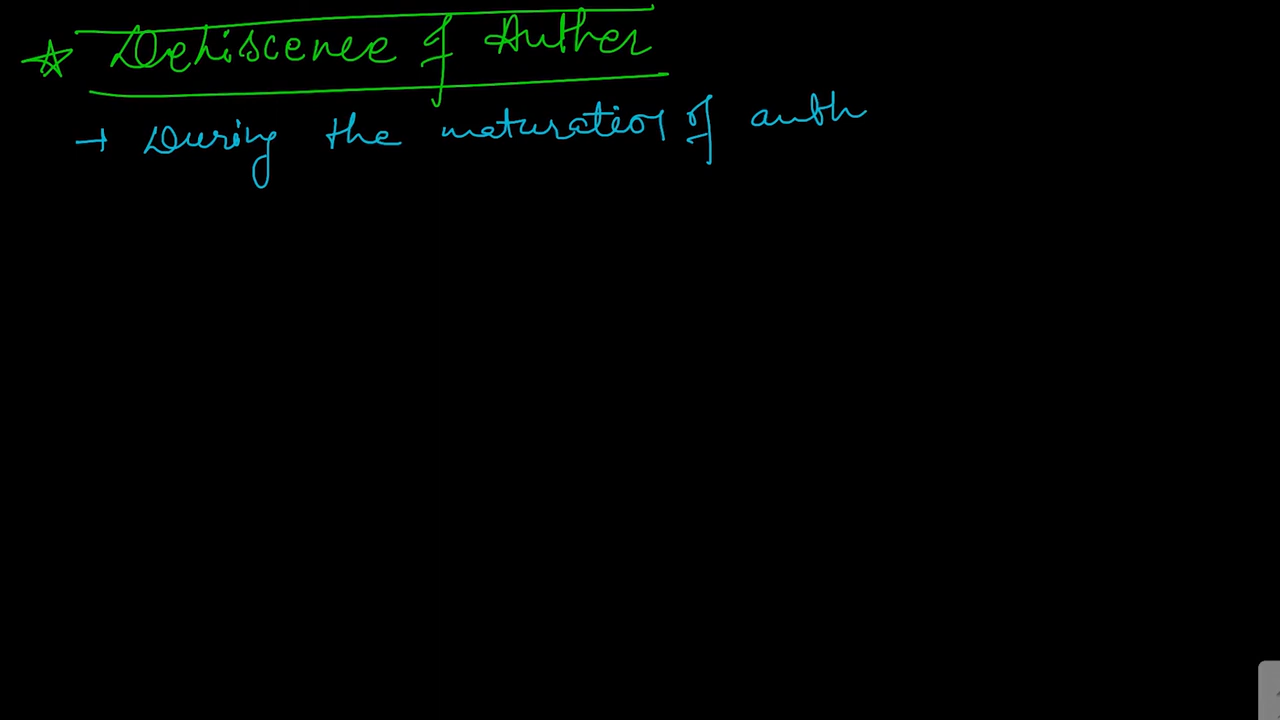 ☆ Dehiscence of Anther
→ During the maturation of anth